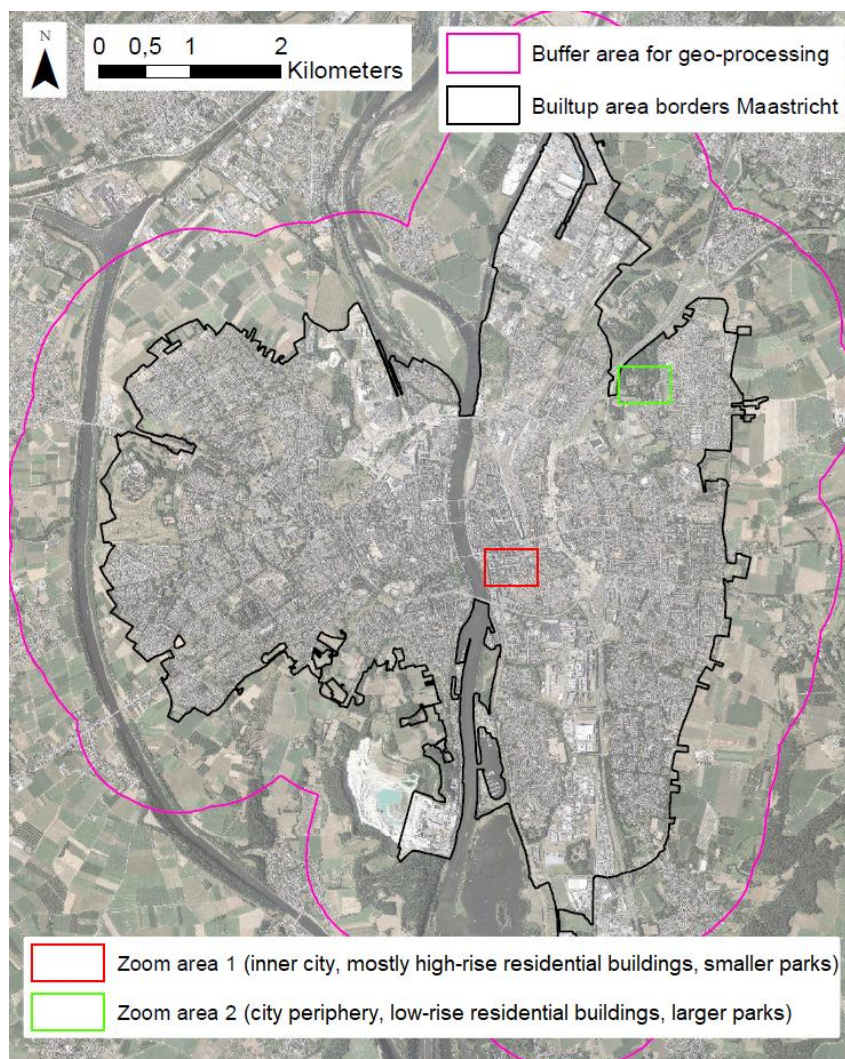 N
0 0,5 1 2
Kilometers
Buffer area for geo-processing
Builtup area borders Maastricht
Zoom area 1 (inner city, mostly high-rise residential buildings, smaller parks)
Zoom area 2 (city periphery, low-rise residential buildings, larger parks)